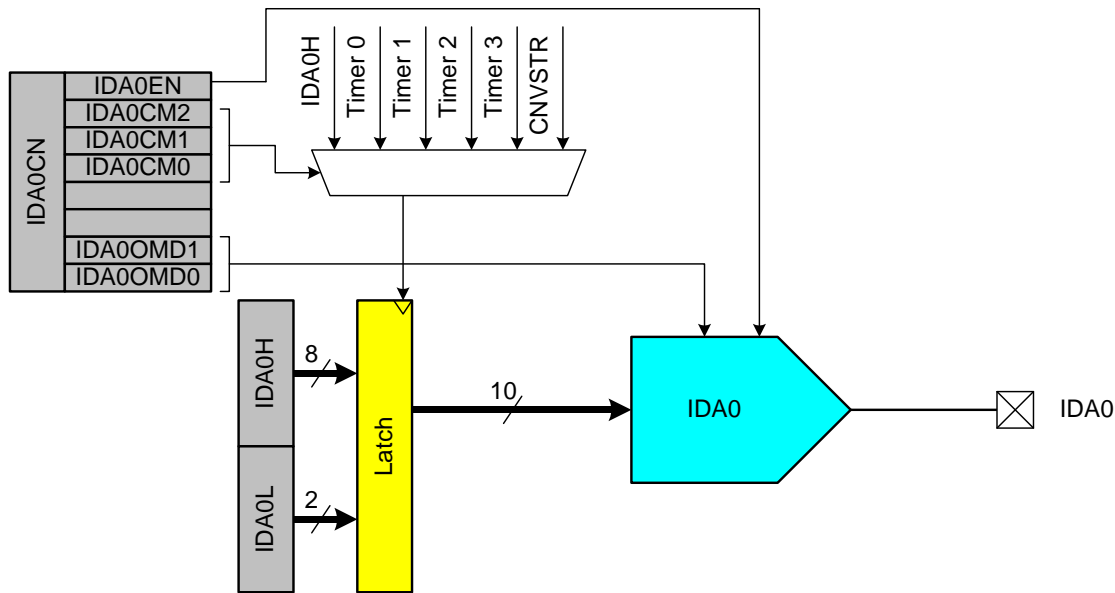 IDA0CN
IDA0EN
IDA0CM2
IDA0CM1
IDA0CM0
IDA0OMD1
IDA0OMD0
IDA0H
Timer 0
Timer 1
Timer 2
Timer 3
CNVSTR
IDA0H
IDA0L
8
2
Latch
10
IDA0
IDA0